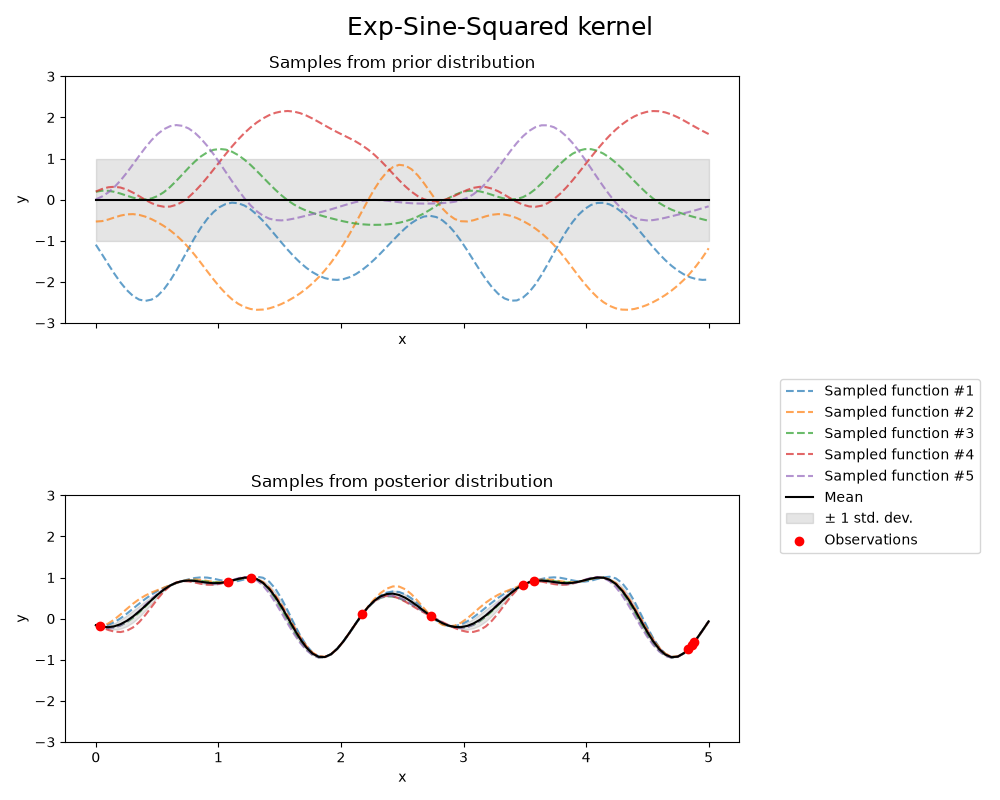 Exp-Sine-Squared kernel
Samples from prior distribution
3
2
1
0
−1
−2
−3
y
x
Sampled function #1
Sampled function #2
Sampled function #3
Sampled function #4
Sampled function #5
Mean
± 1 std. dev.
Observations
Samples from posterior distribution
3
2
1
0
−1
−2
−3
y
0 1 2 3 4 5
x